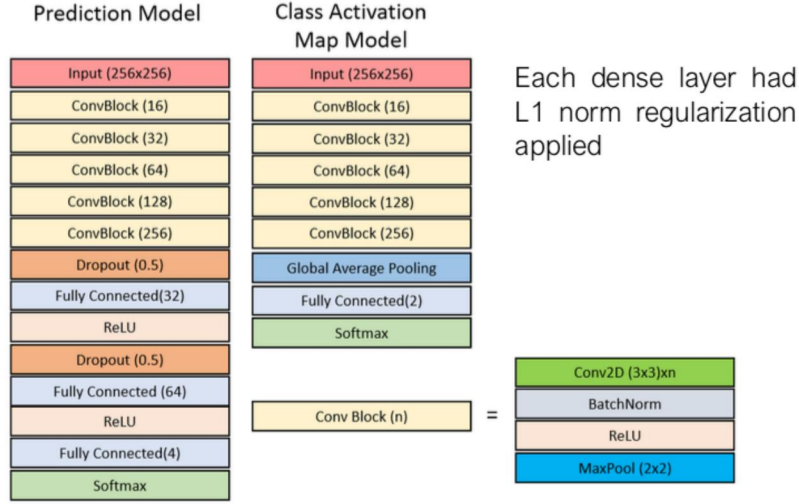 Prediction Model
Input (256x256)
ConvBlock (16)
ConvBlock (32)
ConvBlock (64)
ConvBlock (128)
ConvBlock (256)
Dropout (0.5)
Fully Connected(32)
ReLU
Dropout (0.5)
Fully Connected (64)
ReLU
Fully Connected(4)
Softmax
Class Activation
Map Model
Input (256x256)
ConvBlock (16)
ConvBlock (32)
ConvBlock (64)
ConvBlock (128)
ConvBlock (256)
Global Average Pooling
Fully Connected(2)
Softmax
Each dense layer had
L1 norm regularization
applied
Conv Block (n)
=
Conv2D (3x3)xn
BatchNorm
ReLU
MaxPool (2x2)